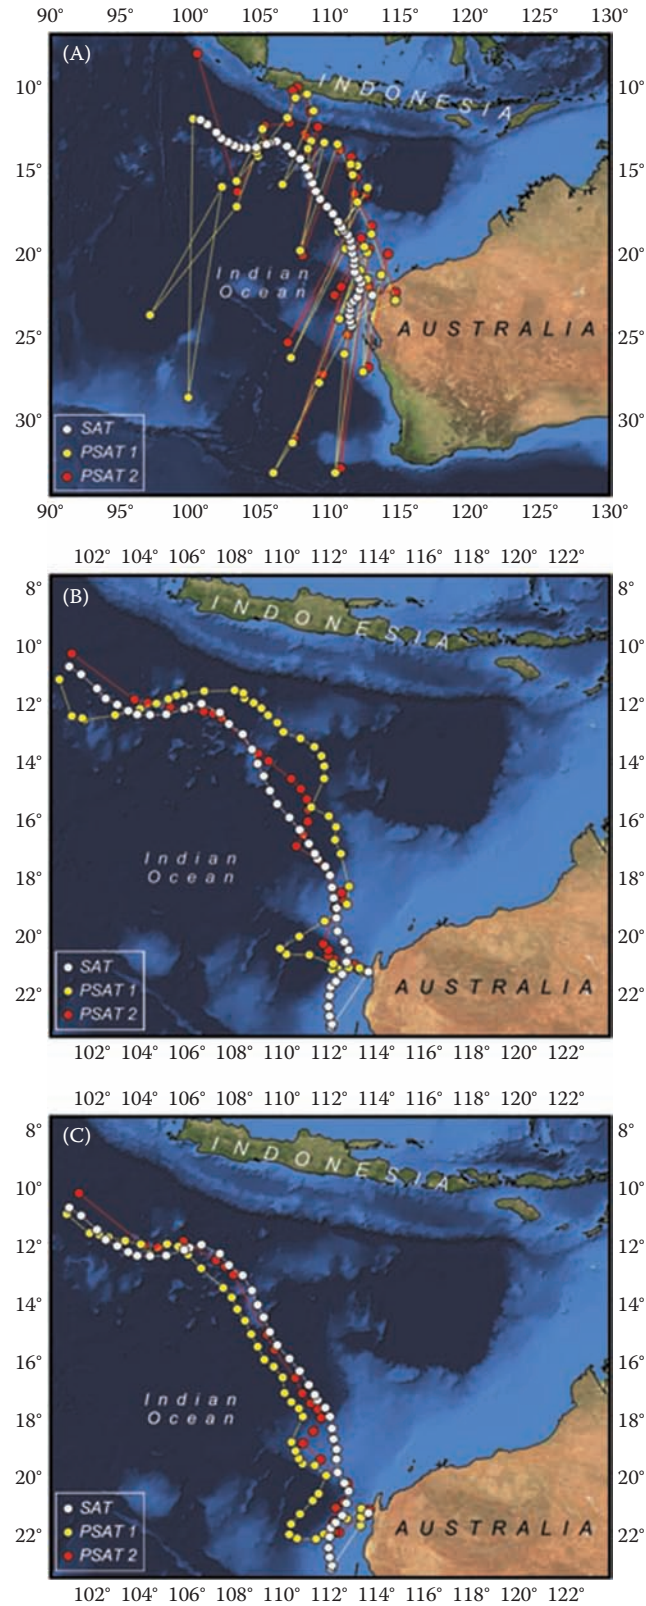 90° 95° 100° 105° 110° 115° 120° 125° 130°
(A)
INDONESIA
10° 10°
15° 15°
20° 20°
Indian
Ocean
25° 25°
AUSTRALIA
30° 30°
SAT
PSAT 1
PSAT 2
90° 95° 100° 105° 110° 115° 120° 125° 130°
102° 104° 106° 108° 110° 112° 114° 116° 118° 120° 122°
8° 8°
(B)
INDONESIA
10° 10°
12° 12°
14° 14°
16° 16°
Indian
Ocean
18° 18°
20° 20°
SAT
AUSTRALIA
22° 22°
PSAT 1
PSAT 2
102° 104° 106° 108° 110° 112° 114° 116° 118° 120° 122°
102° 104° 106° 108° 110° 112° 114° 116° 118° 120° 122°
8° 8°
(C)
INDONESIA
10° 10°
12° 12°
14° 14°
16° 16°
Indian
Ocean
18° 18°
20° 20°
SAT
AUSTRALIA
22° 22°
PSAT 1
PSAT 2
102° 104° 106° 108° 110° 112° 114° 116° 118° 120° 122°